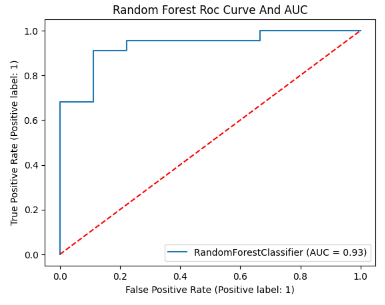 Random Forest Roc Curve And AUC
True Positive Rate (Positive label: 1)
1.0
0.8
0.6
0.4
0.2
0.0
RandomForestClassifier (AUC = 0.93)
0.0 0.2 0.4 0.6 0.8 1.0
False Positive Rate (Positive label: 1)